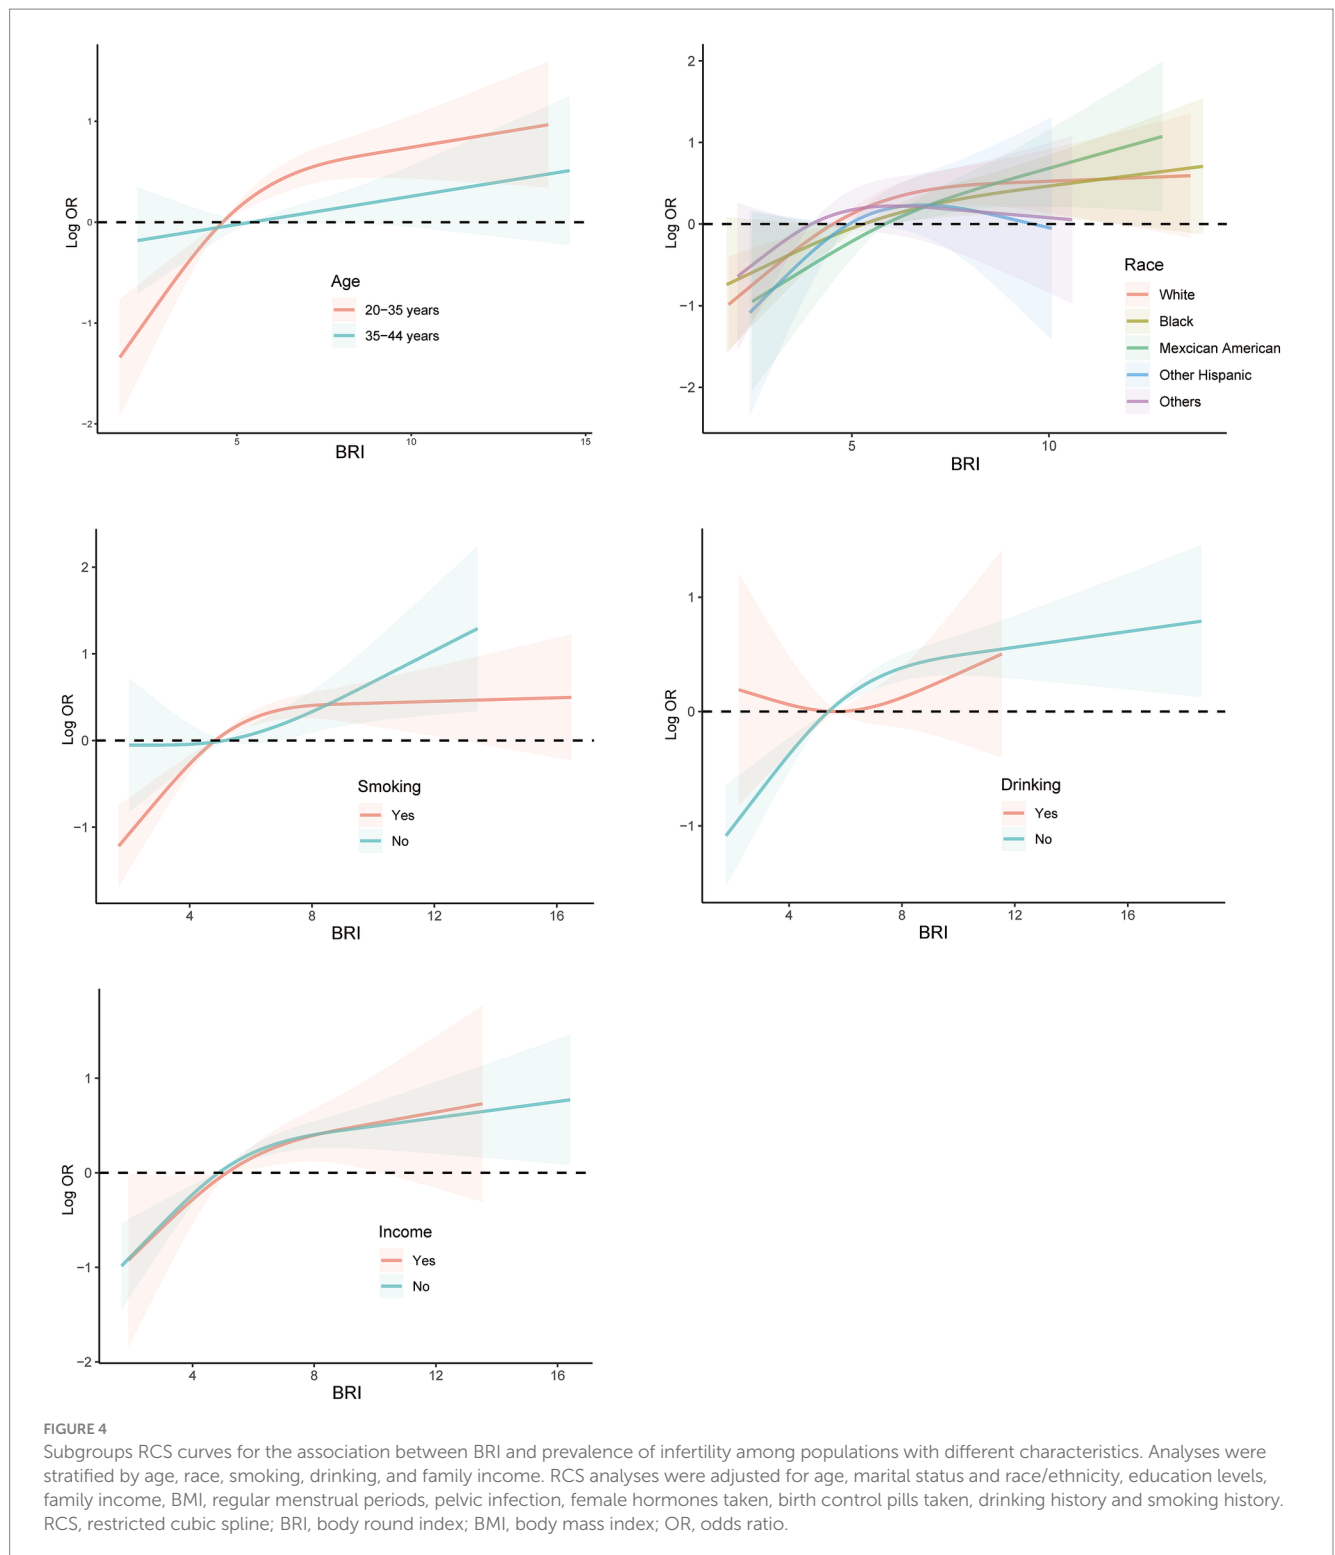 1
0
−1
−2
Log OR
5
10
15
BRI
Age
20−35 years
35−44 years
2
1
0
−1
−2
Log OR
5
10
BRI
Race
White
Black
Mexcican American
Other Hispanic
Others
2
1
0
−1
Log OR
4
8
12
16
BRI
Smoking
Yes
No
1
0
−1
Log OR
4
8
12
16
BRI
Drinking
Yes
No
1
0
−1
−2
Log OR
4
8
12
16
BRI
Income
Yes
No
FIGURE 4
Subgroups RCS curves for the association between BRI and prevalence of infertility among populations with different characteristics. Analyses were
stratified by age, race, smoking, drinking, and family income. RCS analyses were adjusted for age, marital status and race/ethnicity, education levels,
family income, BMI, regular menstrual periods, pelvic infection, female hormones taken, birth control pills taken, drinking history and smoking history.
RCS, restricted cubic spline; BRI, body round index; BMI, body mass index; OR, odds ratio.